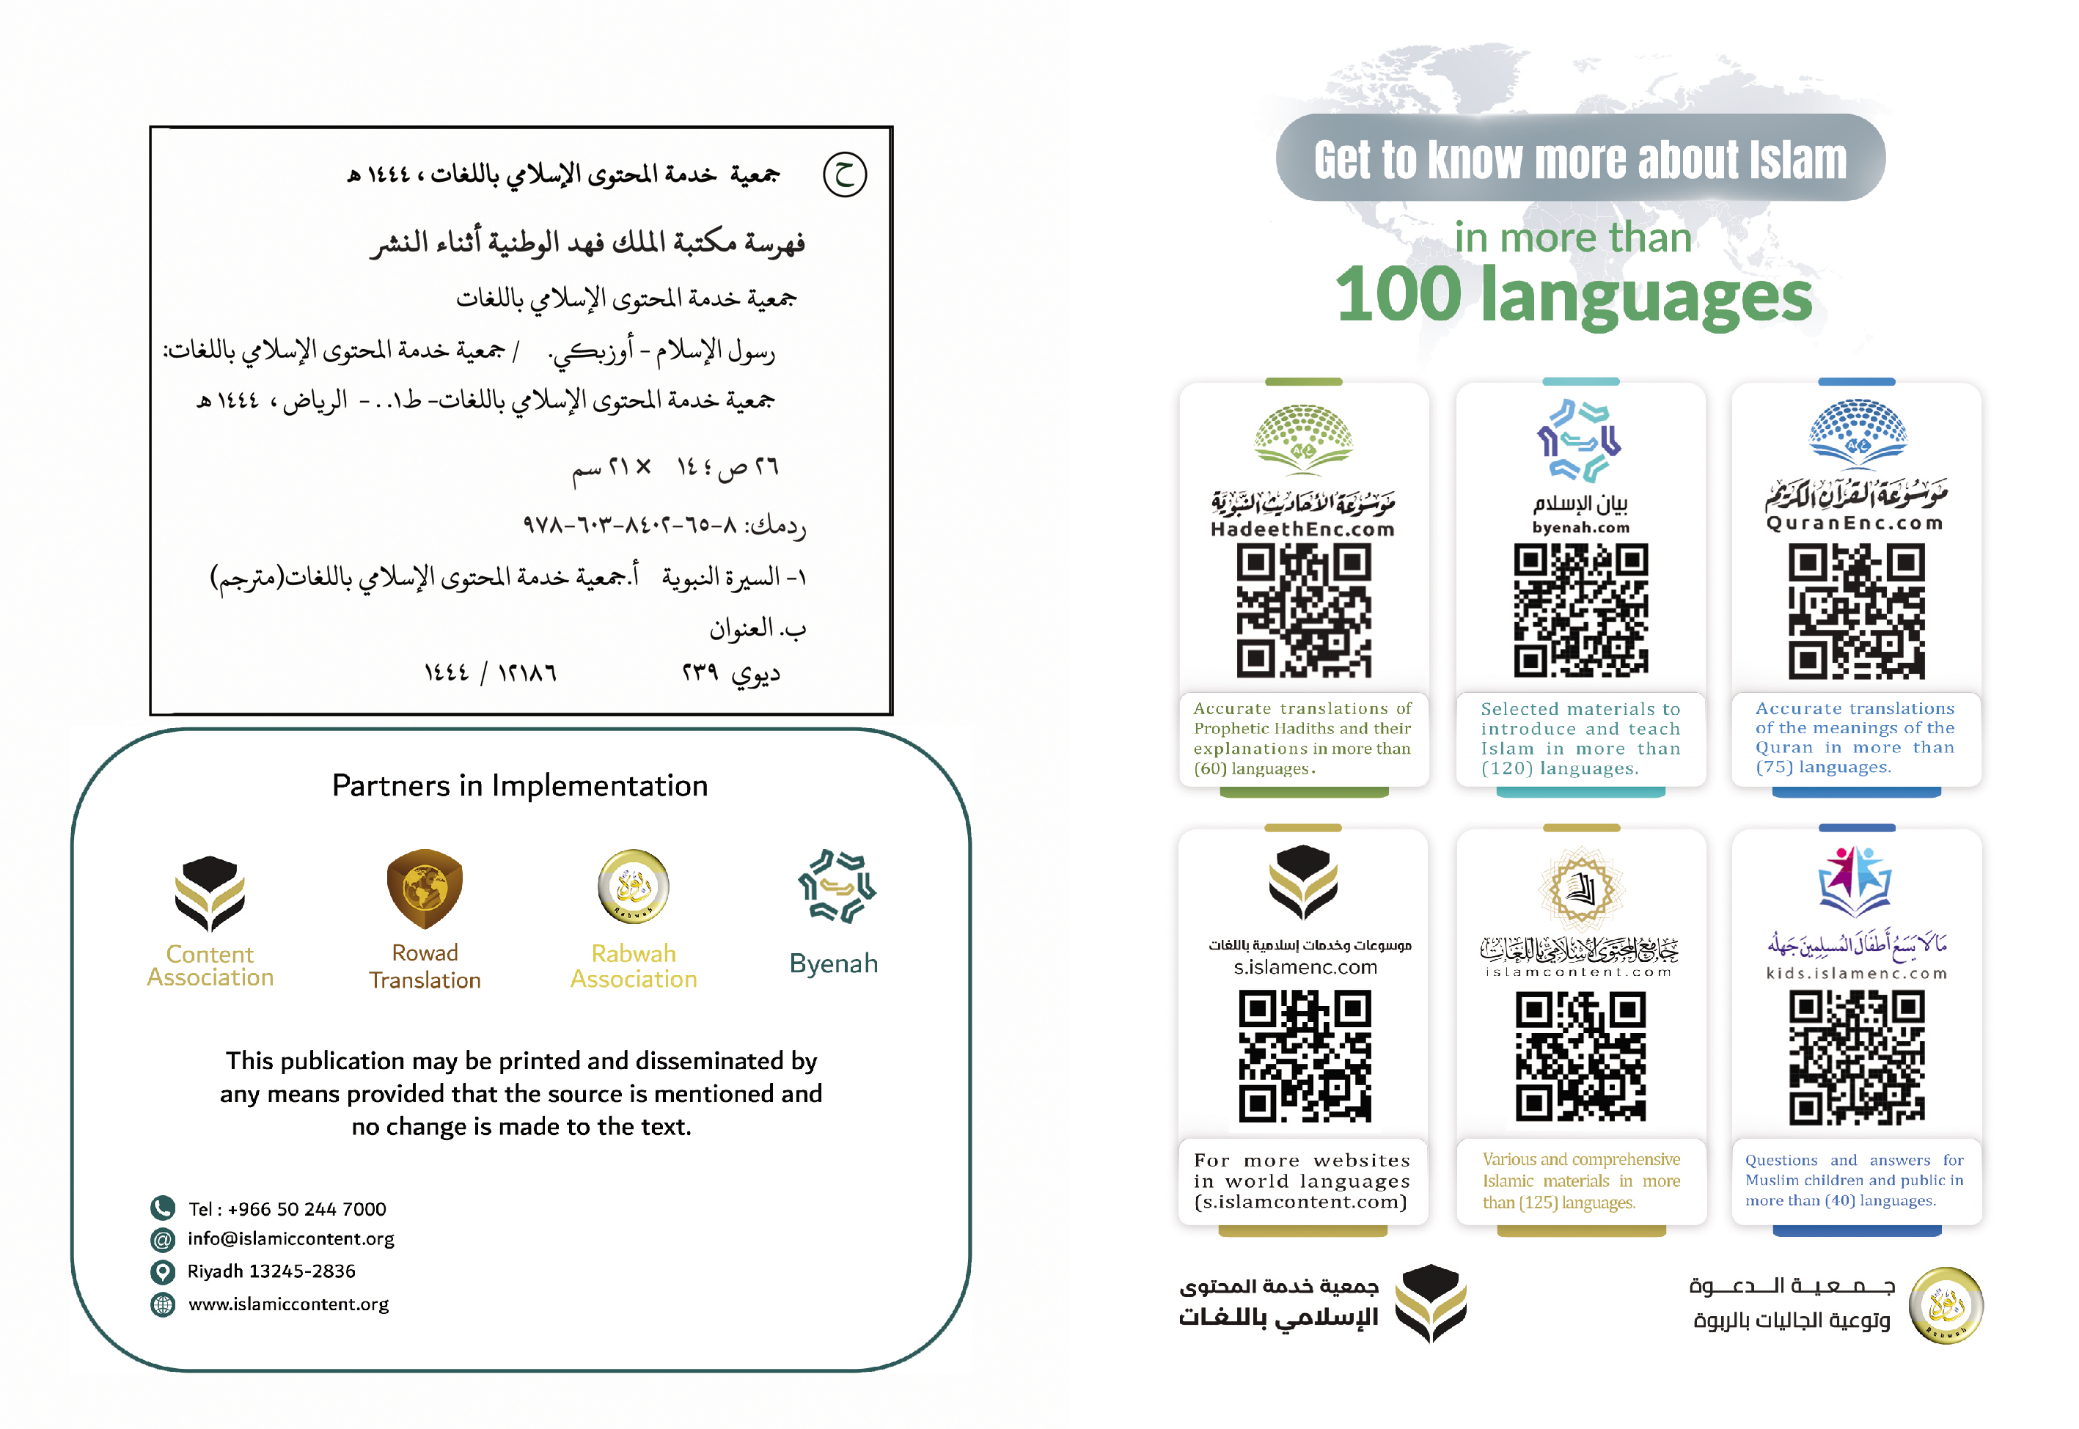 ح
جمعية خدمة المحتوى الإسلامي باللغات ، ١٤٤٤ هـ
فهرسة مكتبة الملك فهد الوطنية أثناء النشر
جمعية خدمة المحتوى الإسلامي باللغات
رسول الإسلام - أوزبكي. / جمعية خدمة المحتوى الإسلامي باللغات:
جمعية خدمة المحتوى الإسلامي باللغات- ط١. .- الرياض ، ١٤٤٤ هـ
٢٦ ص ؛ ١٤ × ٢١ سم
ردمك: ٨-٦٥-٨٤٠٢-٦٠٣-٩٧٨
١- السيرة النبوية أ.جمعية خدمة المحتوى الإسلامي باللغات(مترجم)
ب. العنوان
ديوي ٢٣٩ ١٢١٨٦ / ١٤٤٤
Partners in Implementation
Content
Association
Rowad
Translation
Rabwah
Association
Byenah
This publication may be printed and disseminated by
any means provided that the source is mentioned and
no change is made to the text.
Tel : +966 50 244 7000
info@islamiccontent.org
Riyadh 13245-2836
www.islamiccontent.org
Get to know more about Islam
in more than
100 languages
موسوعة الأحاديث النبوية
HadeethEnc.com
Accurate translations of
Prophetic Hadiths and their
explanations in more than
(60) languages.
بيان الإسلام
byenah.com
Selected materials to
introduce and teach
Islam in more than
(120) languages.
موسوعة القرآن الكريم
QuranEnc.com
Accurate translations
of the meanings of the
Quran in more than
(75) languages.
موسوعات وخدمات إسلامية باللغات
s.islamenc.com
For more websites
in world languages
(s.islamcontent.com)
جامع المحتوى الإسلامي باللغات
islamcontent.com
Various and comprehensive
Islamic materials in more
than (125) languages.
مَا لَا يَسَعُ أَطْفَالَ المُسْلِمِينَ جَهْلُهُ
kids.islamenc.com
Questions and answers for
Muslim children and public in
more than (40) languages.
جمعية خدمة المحتوى
الإسلامي باللغات
جـمـعـيـة الـدعـوة
وتوعية الجاليات بالربوة